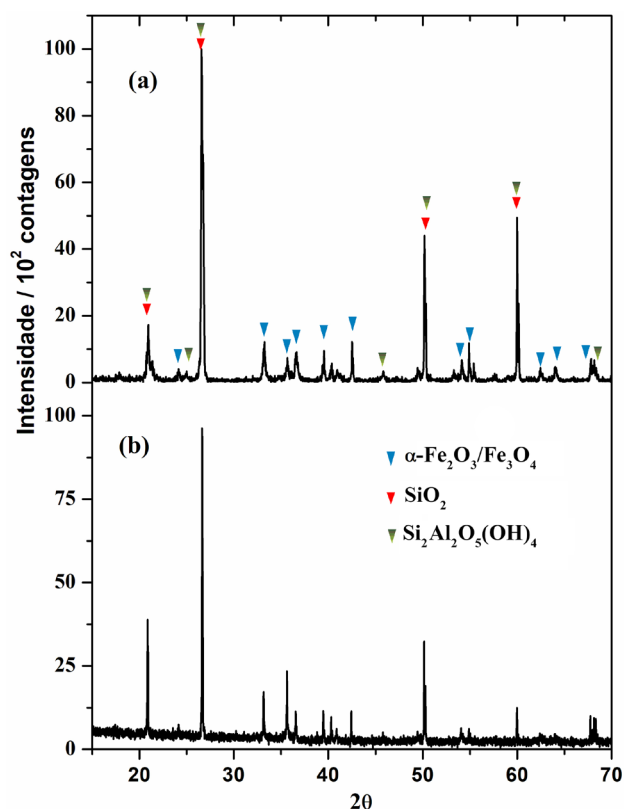 Intensidade / 10² contagens
100
(a)
80
60
40
20
0
100
(b)
75
α-Fe₂O₃/Fe₃O₄
SiO₂
Si₂Al₂O₅(OH)₄
50
25
0
20 30 40 50 60 70
2θ